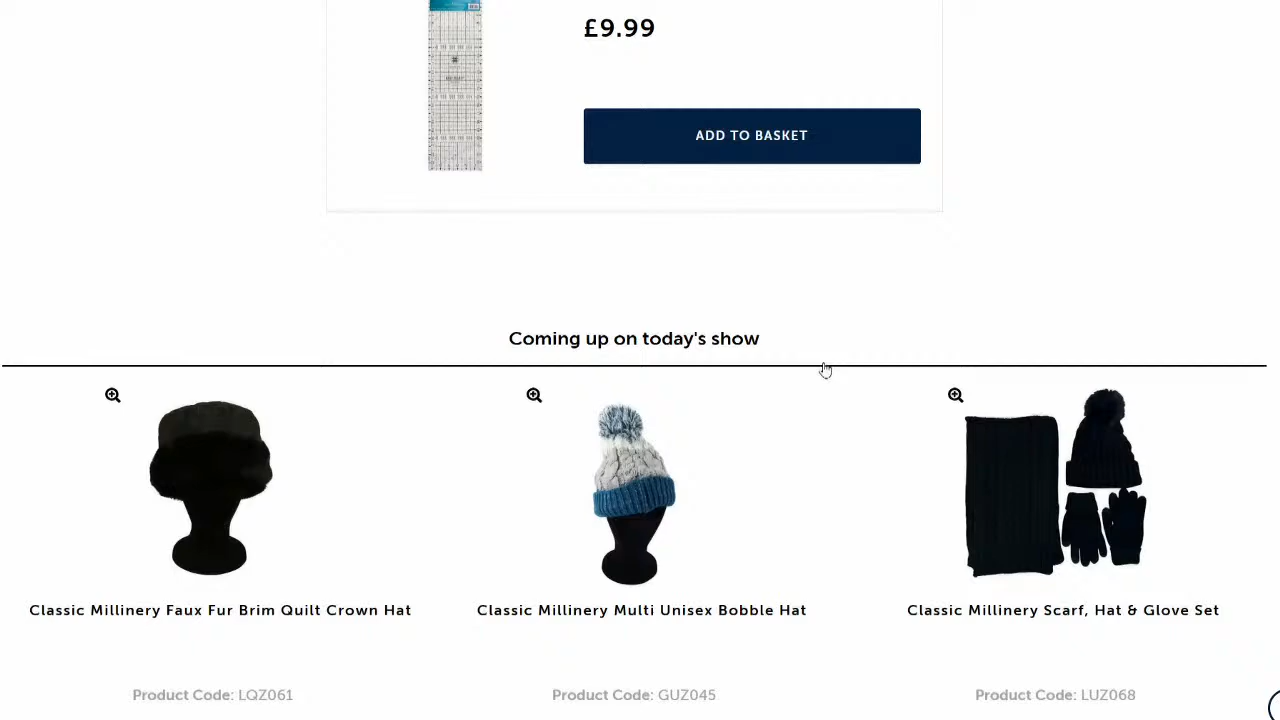 £9.99
ADD TO BASKET
Coming up on today's show
Classic Millinery Faux Fur Brim Quilt Crown Hat
Classic Millinery Multi Unisex Bobble Hat
Classic Millinery Scarf, Hat & Glove Set
Product Code: LQZ061
Product Code: GUZ045
Product Code: LUZ068